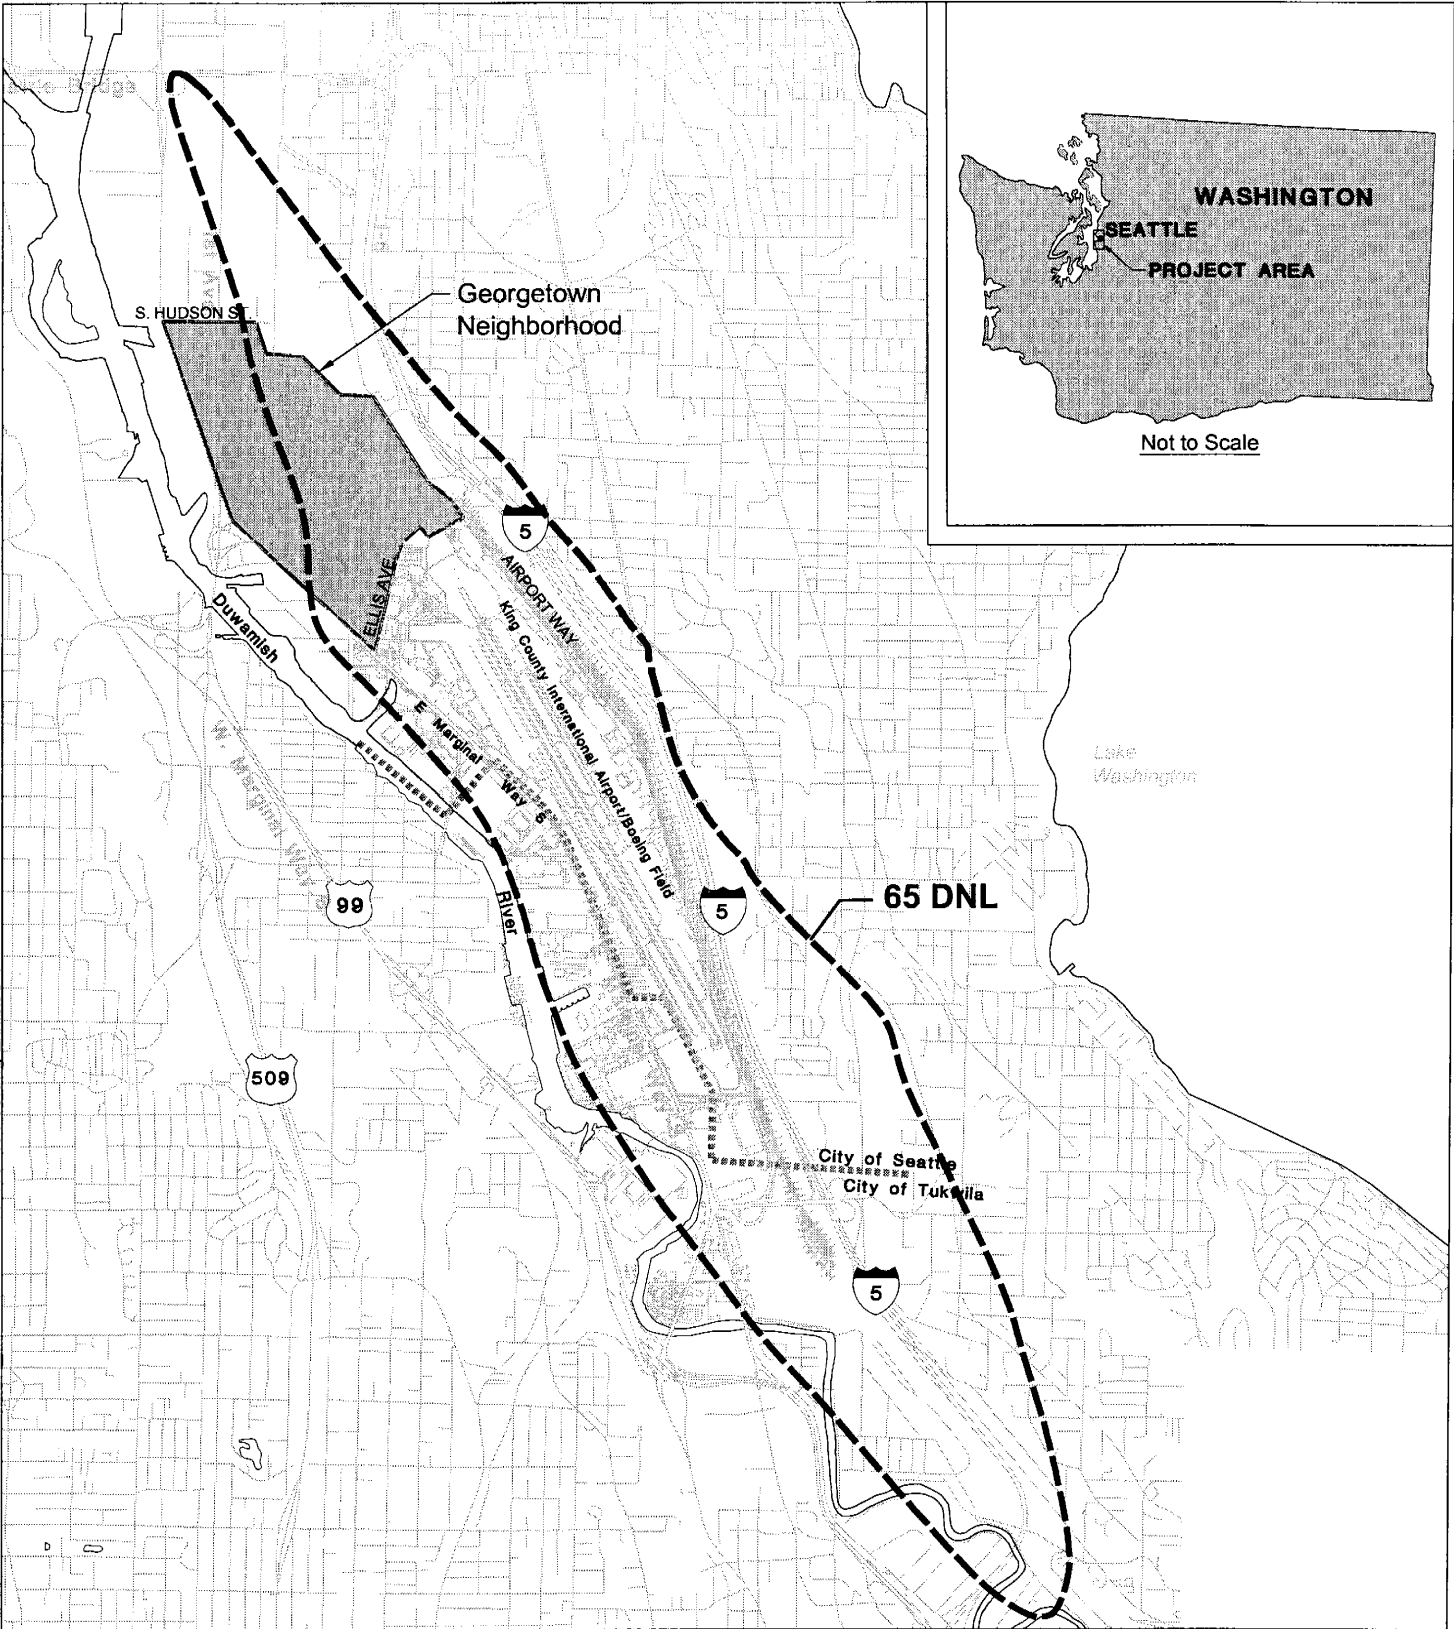 WASHINGTON
SEATTLE
PROJECT AREA
Not to Scale
S. HUDSON ST.
Georgetown
Neighborhood
5
AIRPORT WAY
ELLIS AVE
King County International Airport/Boeing Field
Duwamish
River
E Marginal Way S
W. Marginal Way S
Lake
Washington
99
5
65 DNL
509
City of Seattle
City of Tukwila
5